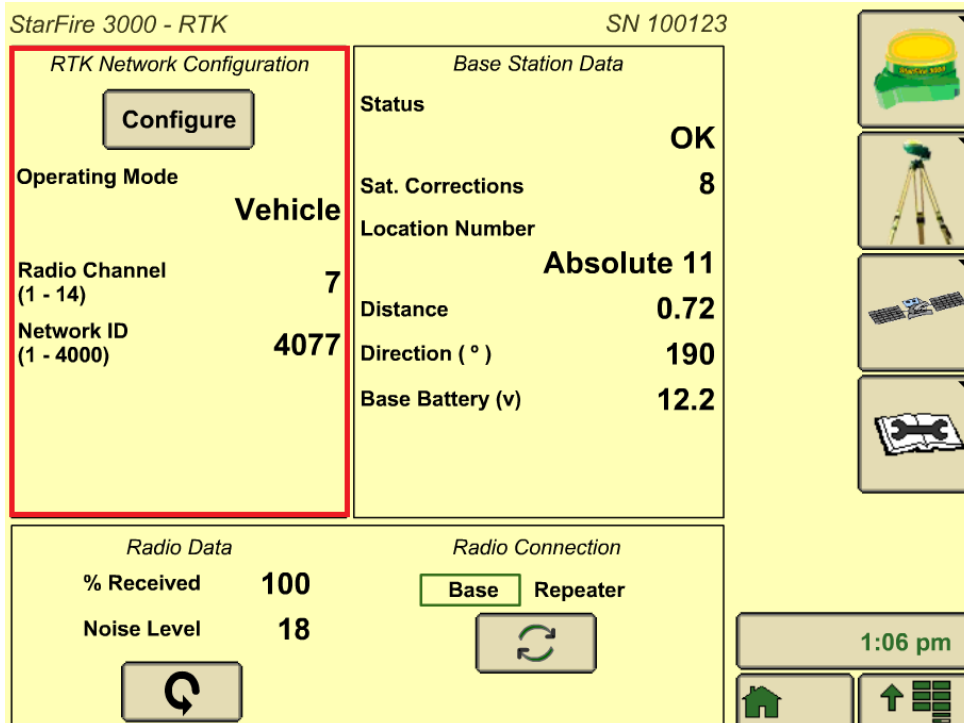 StarFire 3000 - RTK
SN 100123
RTK Network Configuration
Configure
Operating Mode
Vehicle
Radio Channel
(1 - 14)
7
Network ID
(1 - 4000)
4077
Base Station Data
Status
OK
Sat. Corrections
8
Location Number
Absolute 11
Distance
0.72
Direction ( º )
190
Base Battery (v)
12.2
Radio Data
% Received
100
Noise Level
18
Radio Connection
Base
Repeater
StarFire 3000
1:06 pm